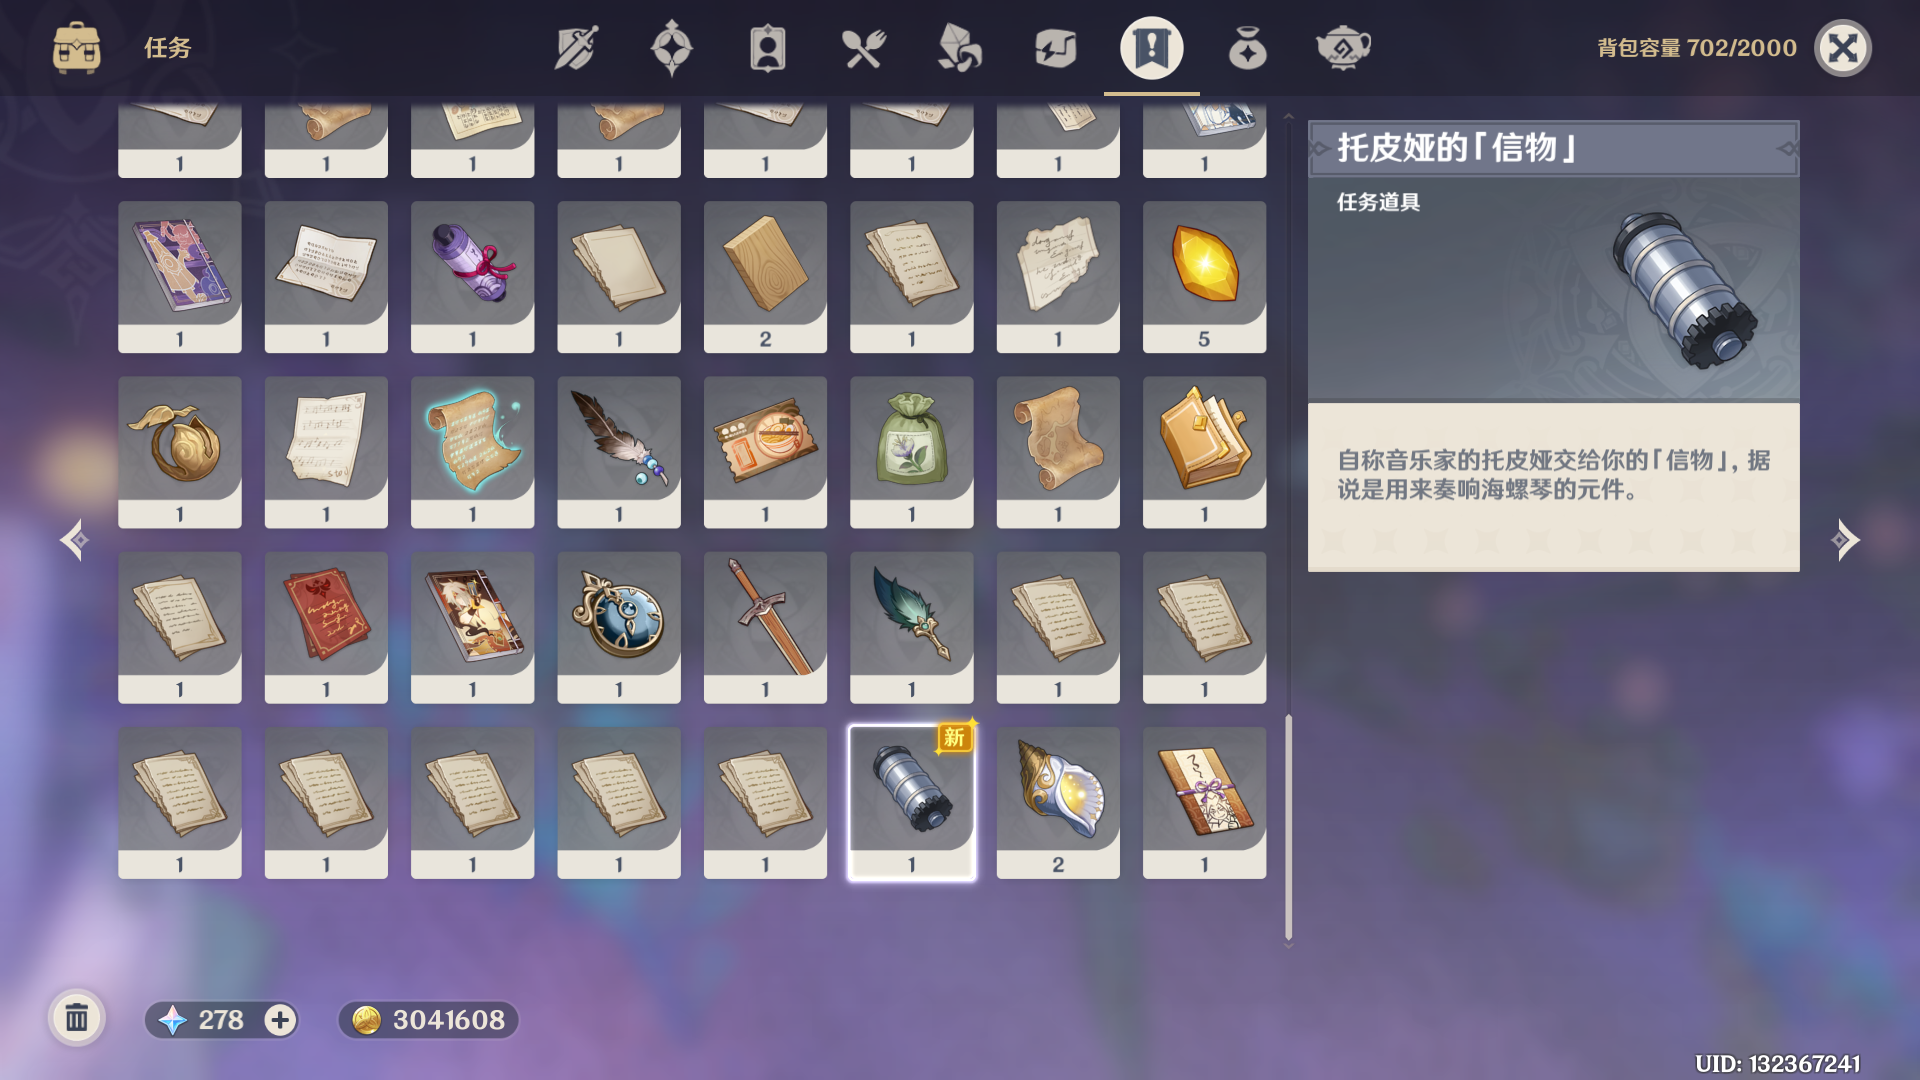 任务
背包容量 702/2000
1 1 1 1 1 1 1 1
1 1 1 1 2 1 1 5
1 1 1 1 1 1 1 1
1 1 1 1 1 1 1 1
新
1 1 1 1 1 1 2 1
托皮娅的「信物」
任务道具
自称音乐家的托皮娅交给你的「信物」，据
说是用来奏响海螺琴的元件。
278
3041608
UID: 132367241